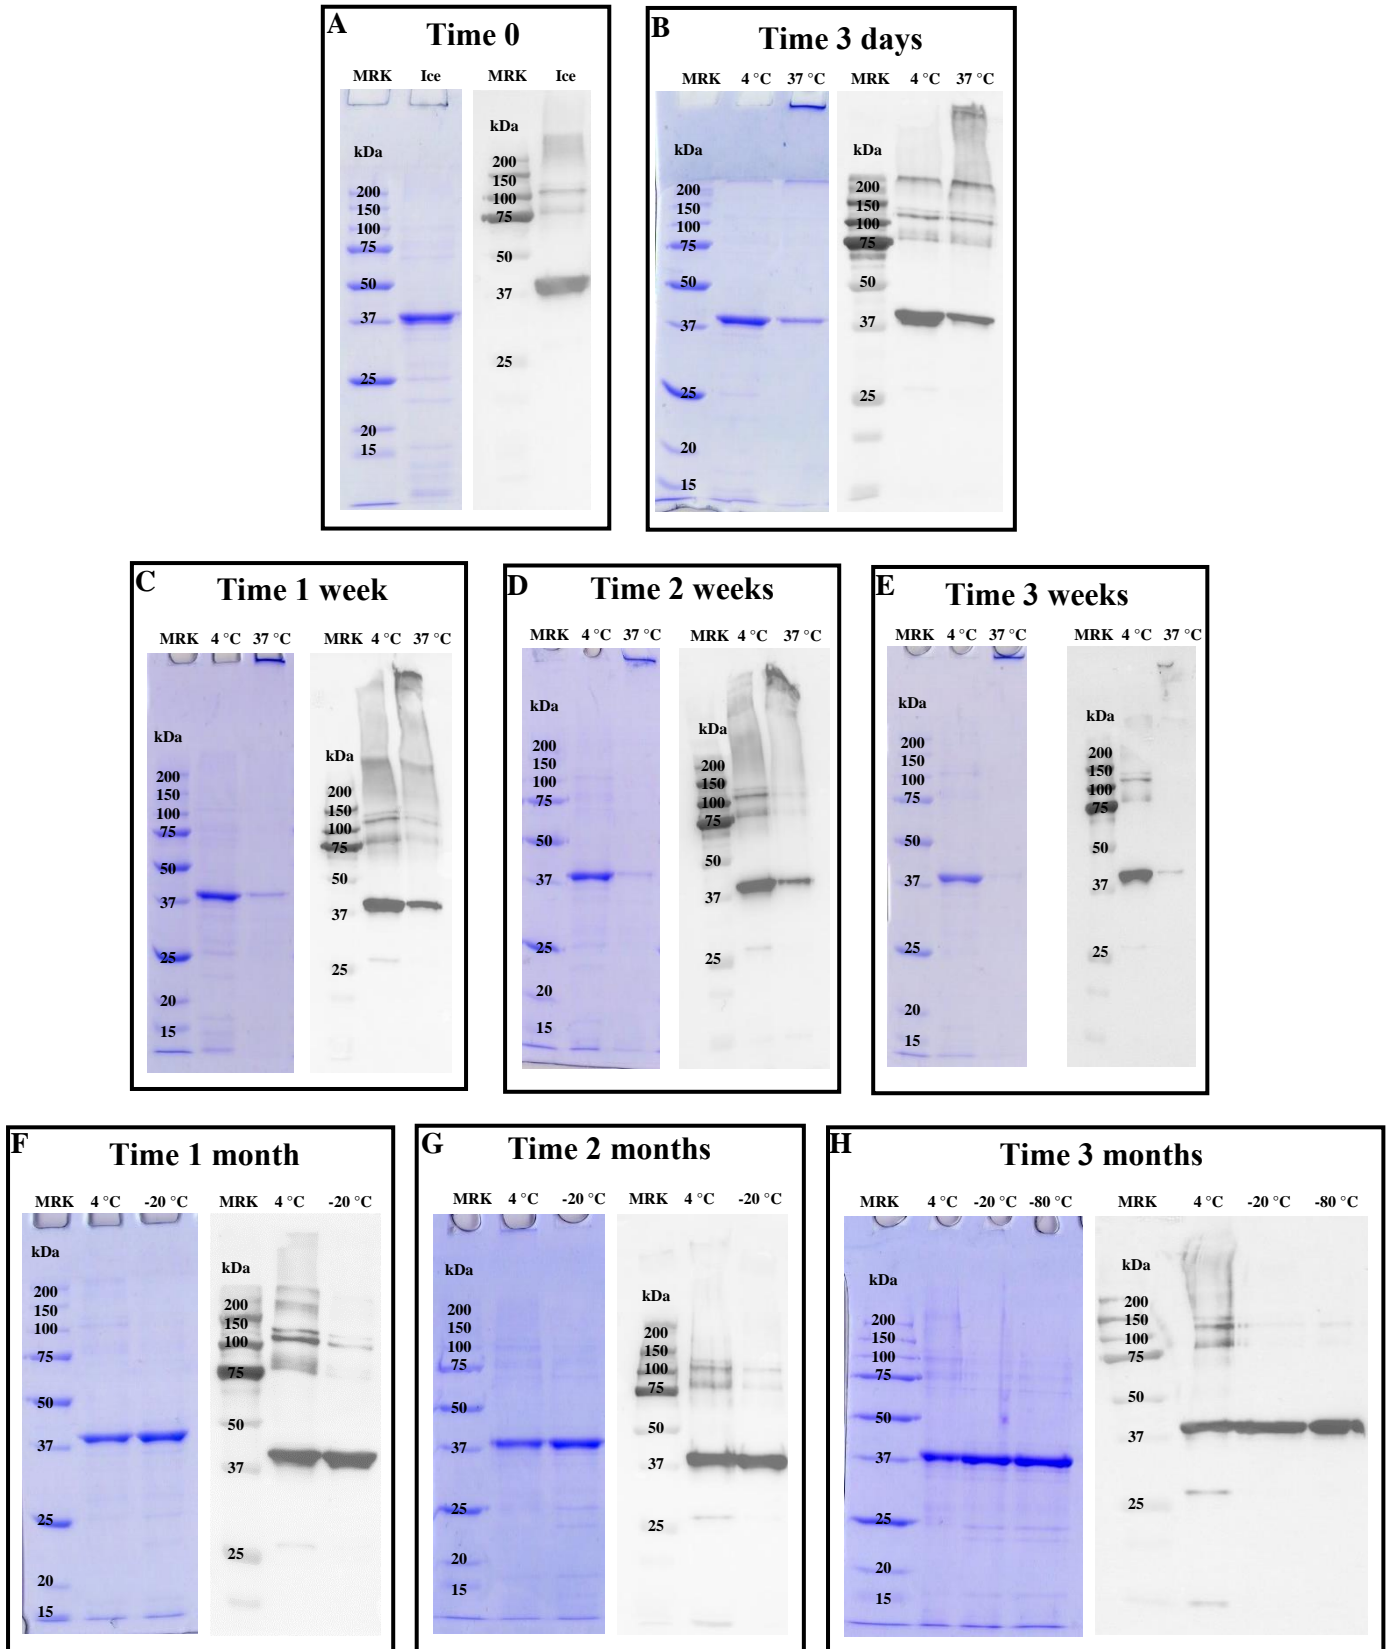 A
Time 0
MRK Ice
MRK Ice
kDa
200
150
100
75
50
37
25
20
15
kDa
200
150
100
75
50
37
25
B
Time 3 days
MRK 4 °C 37 °C
MRK 4 °C 37 °C
kDa
200
150
100
75
50
37
25
20
15
kDa
200
150
100
75
50
37
25
C
Time 1 week
MRK 4 °C 37 °C
MRK 4 °C 37 °C
kDa
200
150
100
75
50
37
25
20
15
kDa
200
150
100
75
50
37
25
D
Time 2 weeks
MRK 4 °C 37 °C
MRK 4 °C 37 °C
kDa
200
150
100
75
50
37
25
20
15
kDa
200
150
100
75
50
37
25
E
Time 3 weeks
MRK 4 °C 37 °C
MRK 4 °C 37 °C
kDa
200
150
100
75
50
37
25
20
15
kDa
200
150
100
75
50
37
25
F
Time 1 month
MRK 4 °C -20 °C
MRK 4 °C -20 °C
kDa
200
150
100
75
50
37
25
20
15
kDa
200
150
100
75
50
37
25
G
Time 2 months
MRK 4 °C -20 °C
MRK 4 °C -20 °C
kDa
200
150
100
75
50
37
25
20
15
kDa
200
150
100
75
50
37
25
H
Time 3 months
MRK 4 °C -20 °C -80 °C
MRK 4 °C -20 °C -80 °C
kDa
200
150
100
75
50
37
25
20
15
kDa
200
150
100
75
50
37
25